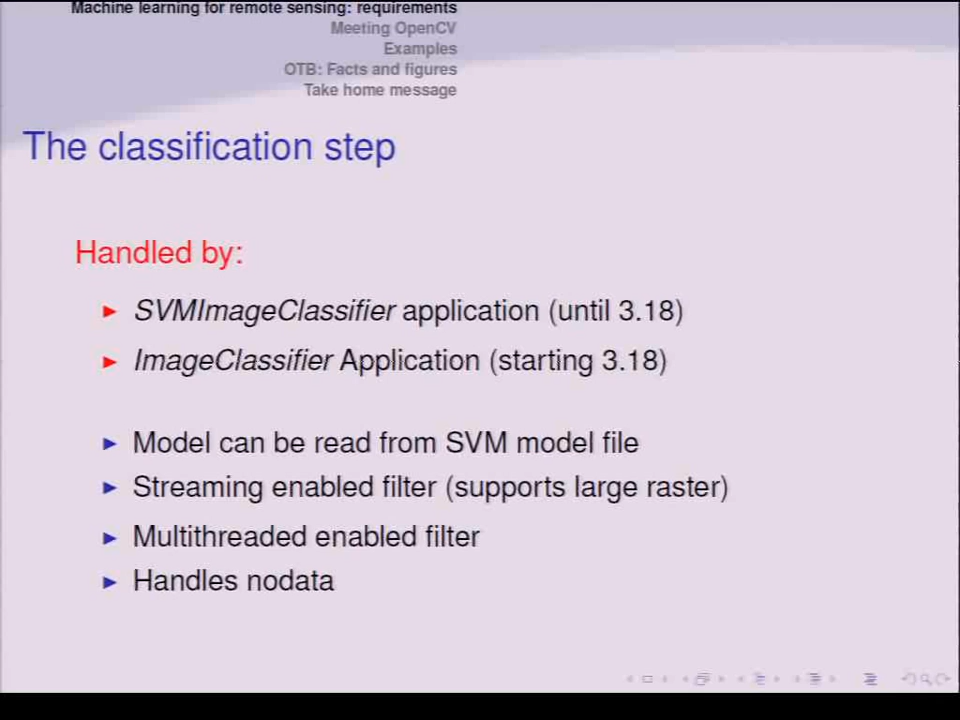 Machine learning for remote sensing: requirements
Meeting OpenCV
Examples
OTB: Facts and figures
Take home message
The classification step
Handled by:
SVMImageClassifier application (until 3.18)
ImageClassifier Application (starting 3.18)
Model can be read from SVM model file
Streaming enabled filter (supports large raster)
Multithreaded enabled filter
Handles nodata